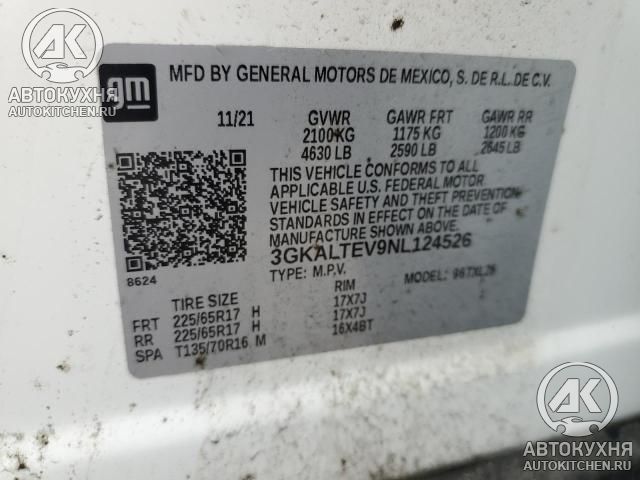 gm MFD BY GENERAL MOTORS DE MEXICO, S. DE R.L. DE C.V.
11/21 GVWR GAWR FRT GAWR RR
2100 KG 1175 KG 1200 KG
4630 LB 2590 LB 2645 LB
THIS VEHICLE CONFORMS TO ALL
APPLICABLE U.S. FEDERAL MOTOR
VEHICLE SAFETY AND THEFT PREVENTION
STANDARDS IN EFFECT ON THE DATE OF
MANUFACTURE SHOWN ABOVE.
3GKALTEV9NL124526
8624 TYPE: M.P.V. MODEL:
TIRE SIZE RIM
FRT 225/65R17 H 17X7J
RR 225/65R17 H 17X7J
SPA T135/70R16 M 16X4BT
АК
АВТОКУХНЯ
AUTOKITCHEN.RU
АК
АВТОКУХНЯ
AUTOKITCHEN.RU